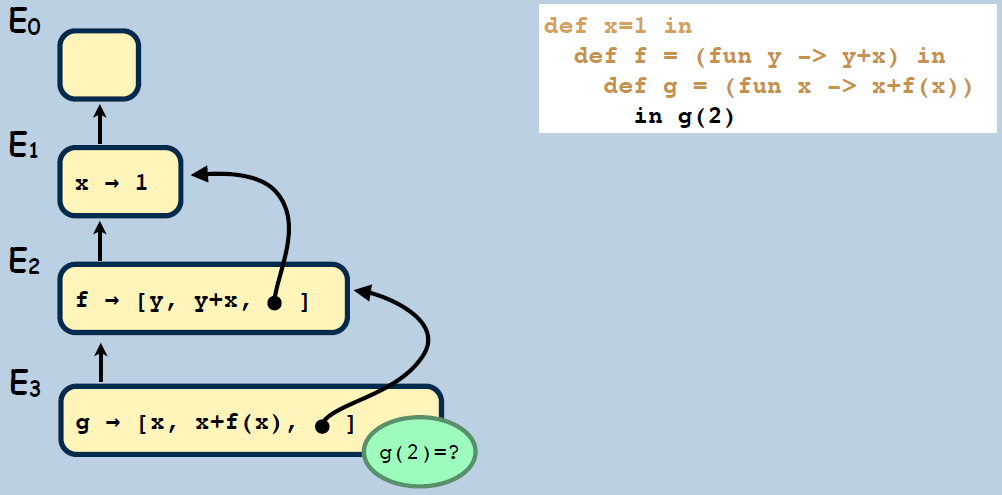 E0
def x=1 in
def f = (fun y -> y+x) in
def g = (fun x -> x+f(x))
in g(2)
E1
x → 1
E2
f → [y, y+x, ]
E3
g → [x, x+f(x), ]
g(2)=?